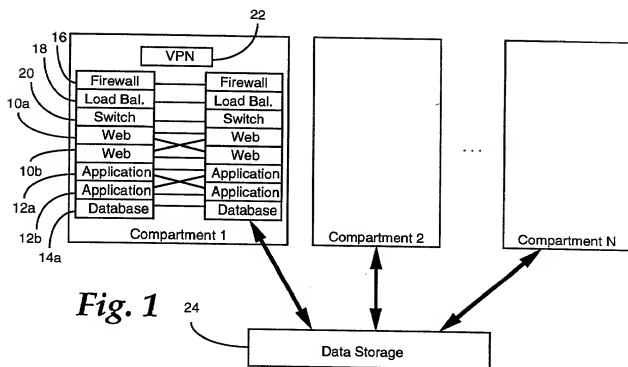 22
16
VPN
18
Firewall Firewall
20
Load Bal. Load Bal.
Switch Switch
10a
Web Web
Web Web
10b
Application Application
12a
Application Application
12b
Database Database
14a
Compartment 1
Compartment 2
...
Compartment N
Fig. 1
24
Data Storage